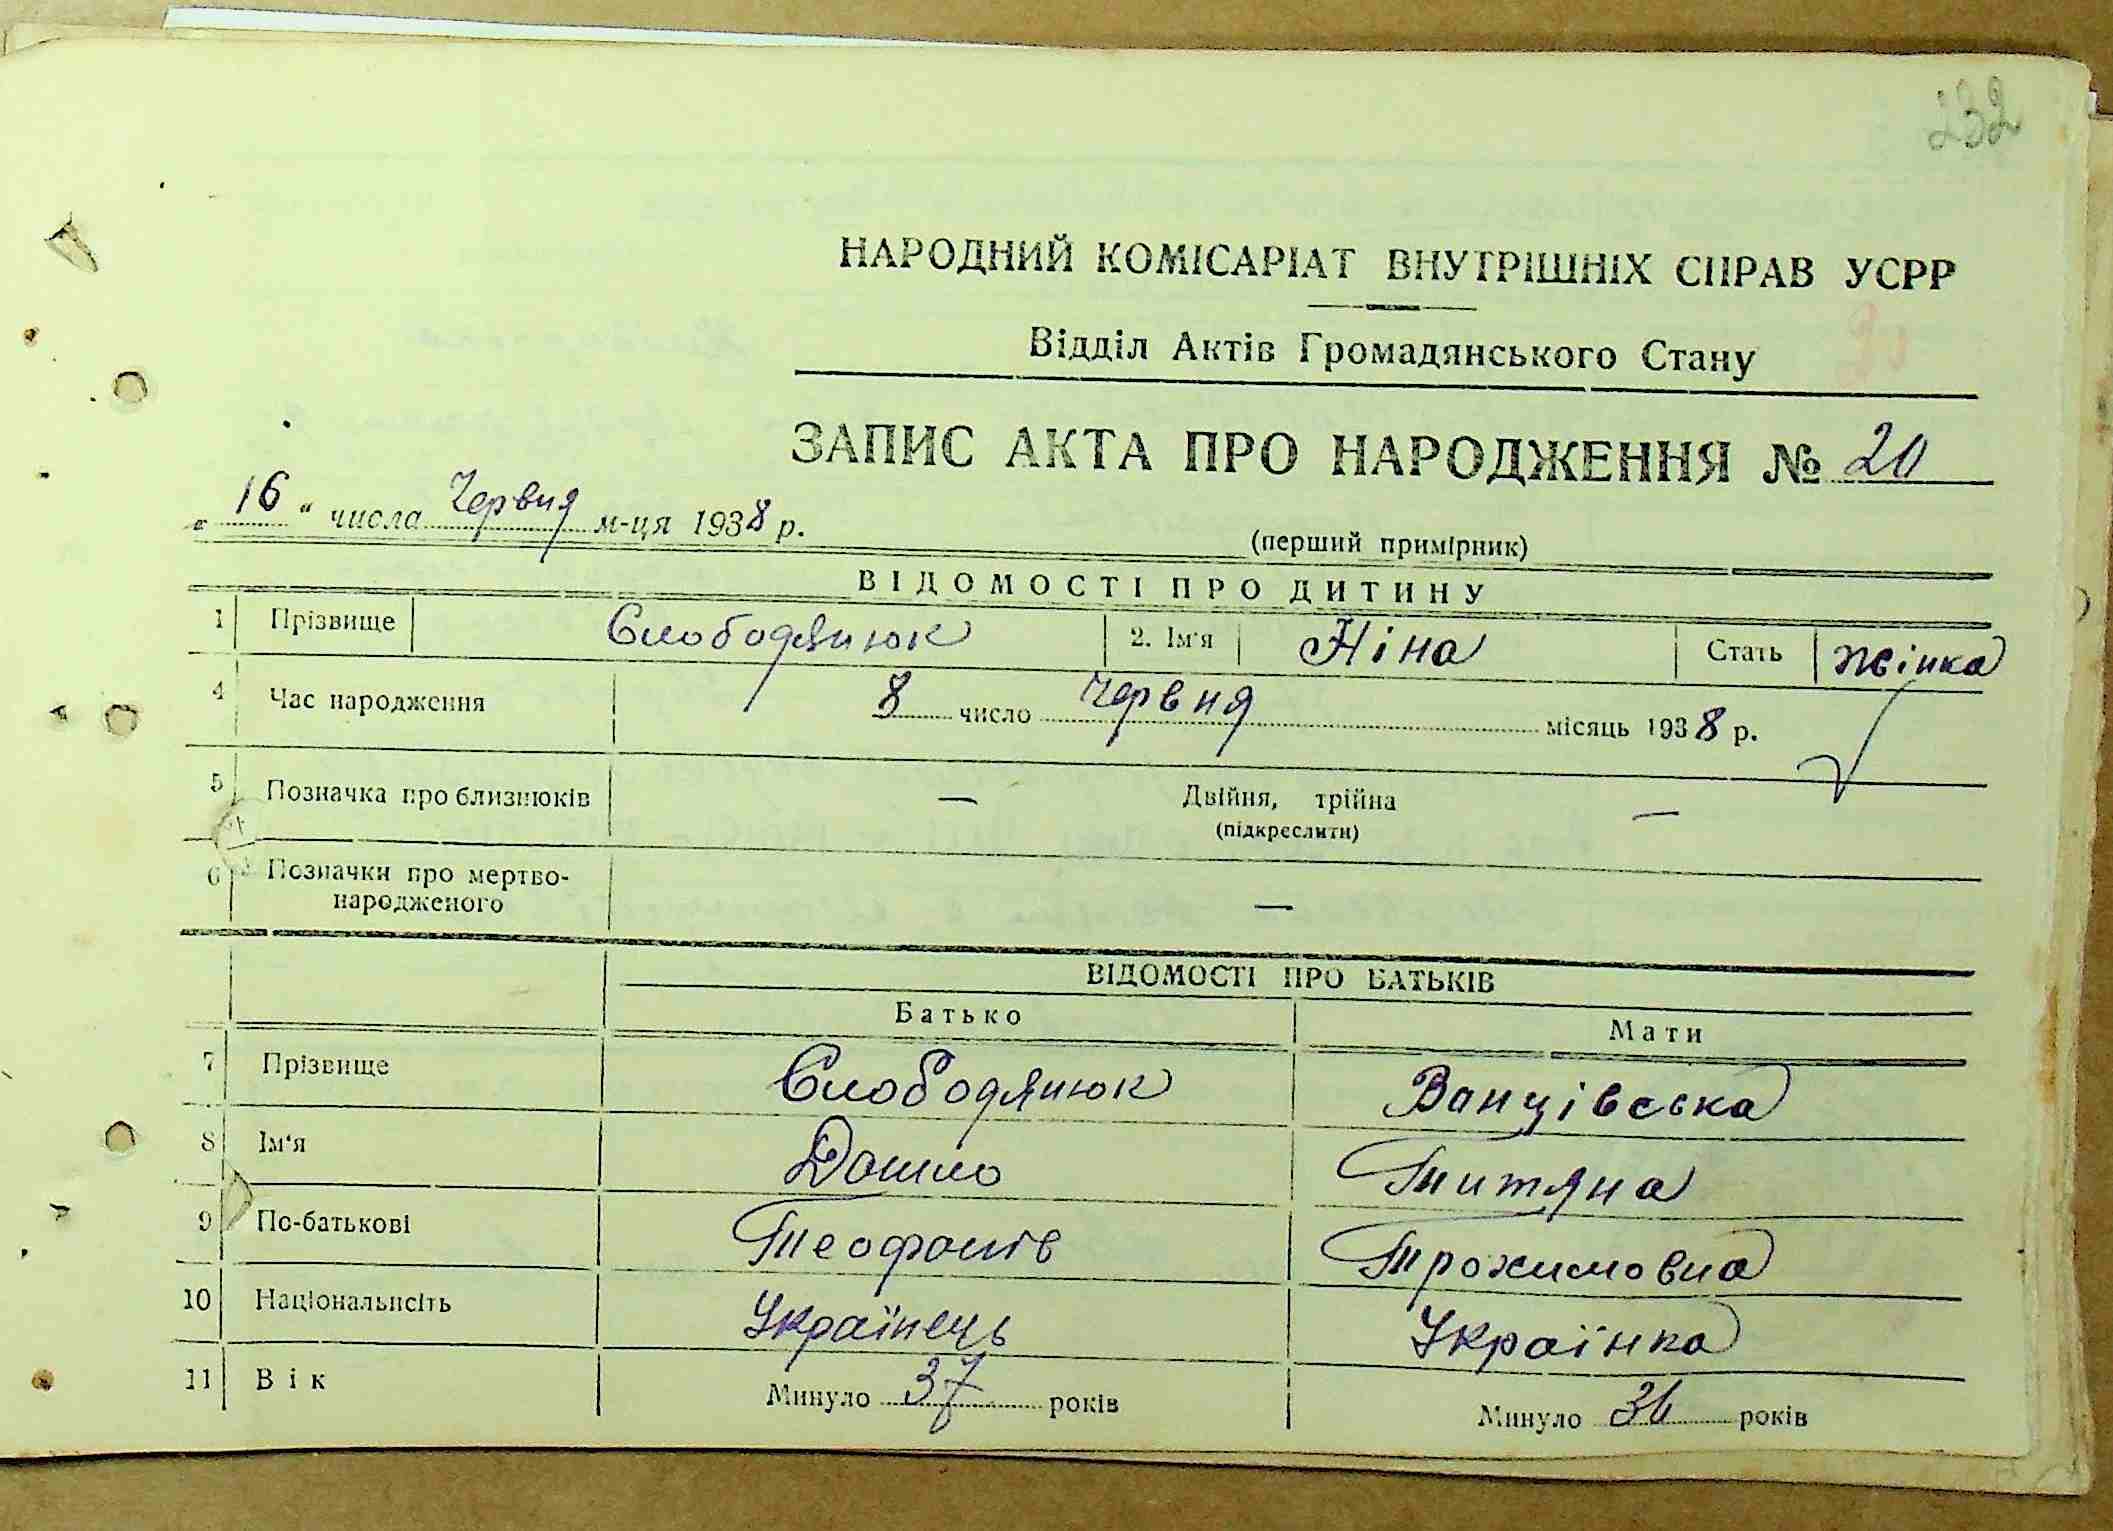 232
НАРОДНИЙ КОМІСАРІАТ ВНУТРІШНІХ СПРАВ УСРР
Відділ Актів Громадянського Стану
ЗАПИС АКТА ПРО НАРОДЖЕННЯ № 20
„ 16 “ числа Червня м-ця 1938 р.
(перший примірник)
ВІДОМОСТІ ПРО ДИТИНУ
1 Прізвище Слободянюк 2. Ім'я Ніна Стать жінка
4 Час народження 8 число Червня місяць 1938 р.
5 Позначка про близнюків — Двійня, трійна —
(підкреслити)
6 Позначки про мертво-
народженого —
ВІДОМОСТІ ПРО БАТЬКІВ
Батько Мати
7 Прізвище Слободянюк Ванцівська
8 Ім'я Данило Титяна
9 По-батькові Теофанів Трохимовна
10 Національність Українець Українка
11 Вік Минуло 37 років Минуло 36 років